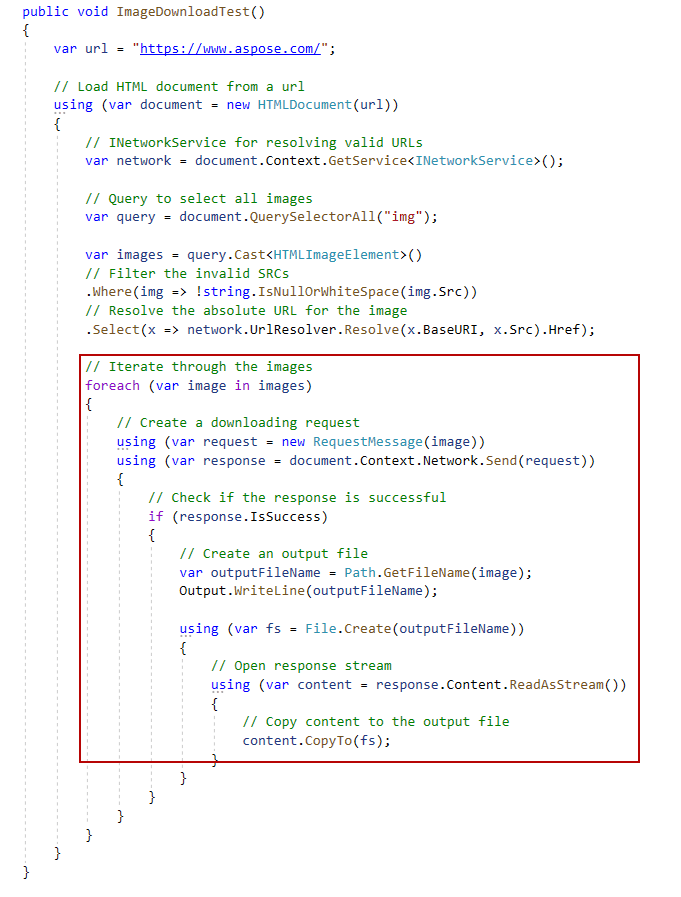 public void ImageDownloadTest()
{
    var url = "https://www.aspose.com/";

    // Load HTML document from a url
    using (var document = new HTMLDocument(url))
    {
        // INetworkService for resolving valid URLs
        var network = document.Context.GetService<INetworkService>();

        // Query to select all images
        var query = document.QuerySelectorAll("img");

        var images = query.Cast<HTMLImageElement>()
        // Filter the invalid SRCs
        .Where(img => !string.IsNullOrWhiteSpace(img.Src))
        // Resolve the absolute URL for the image
        .Select(x => network.UrlResolver.Resolve(x.BaseURI, x.Src).Href);

        // Iterate through the images
        foreach (var image in images)
        {
            // Create a downloading request
            using (var request = new RequestMessage(image))
            using (var response = document.Context.Network.Send(request))
            {
                // Check if the response is successful
                if (response.IsSuccess)
                {
                    // Create an output file
                    var outputFileName = Path.GetFileName(image);
                    Output.WriteLine(outputFileName);

                    using (var fs = File.Create(outputFileName))
                    {
                        // Open response stream
                        using (var content = response.Content.ReadAsStream())
                        {
                            // Copy content to the output file
                            content.CopyTo(fs);
                        }
                    }
                }
            }
        }
    }
}